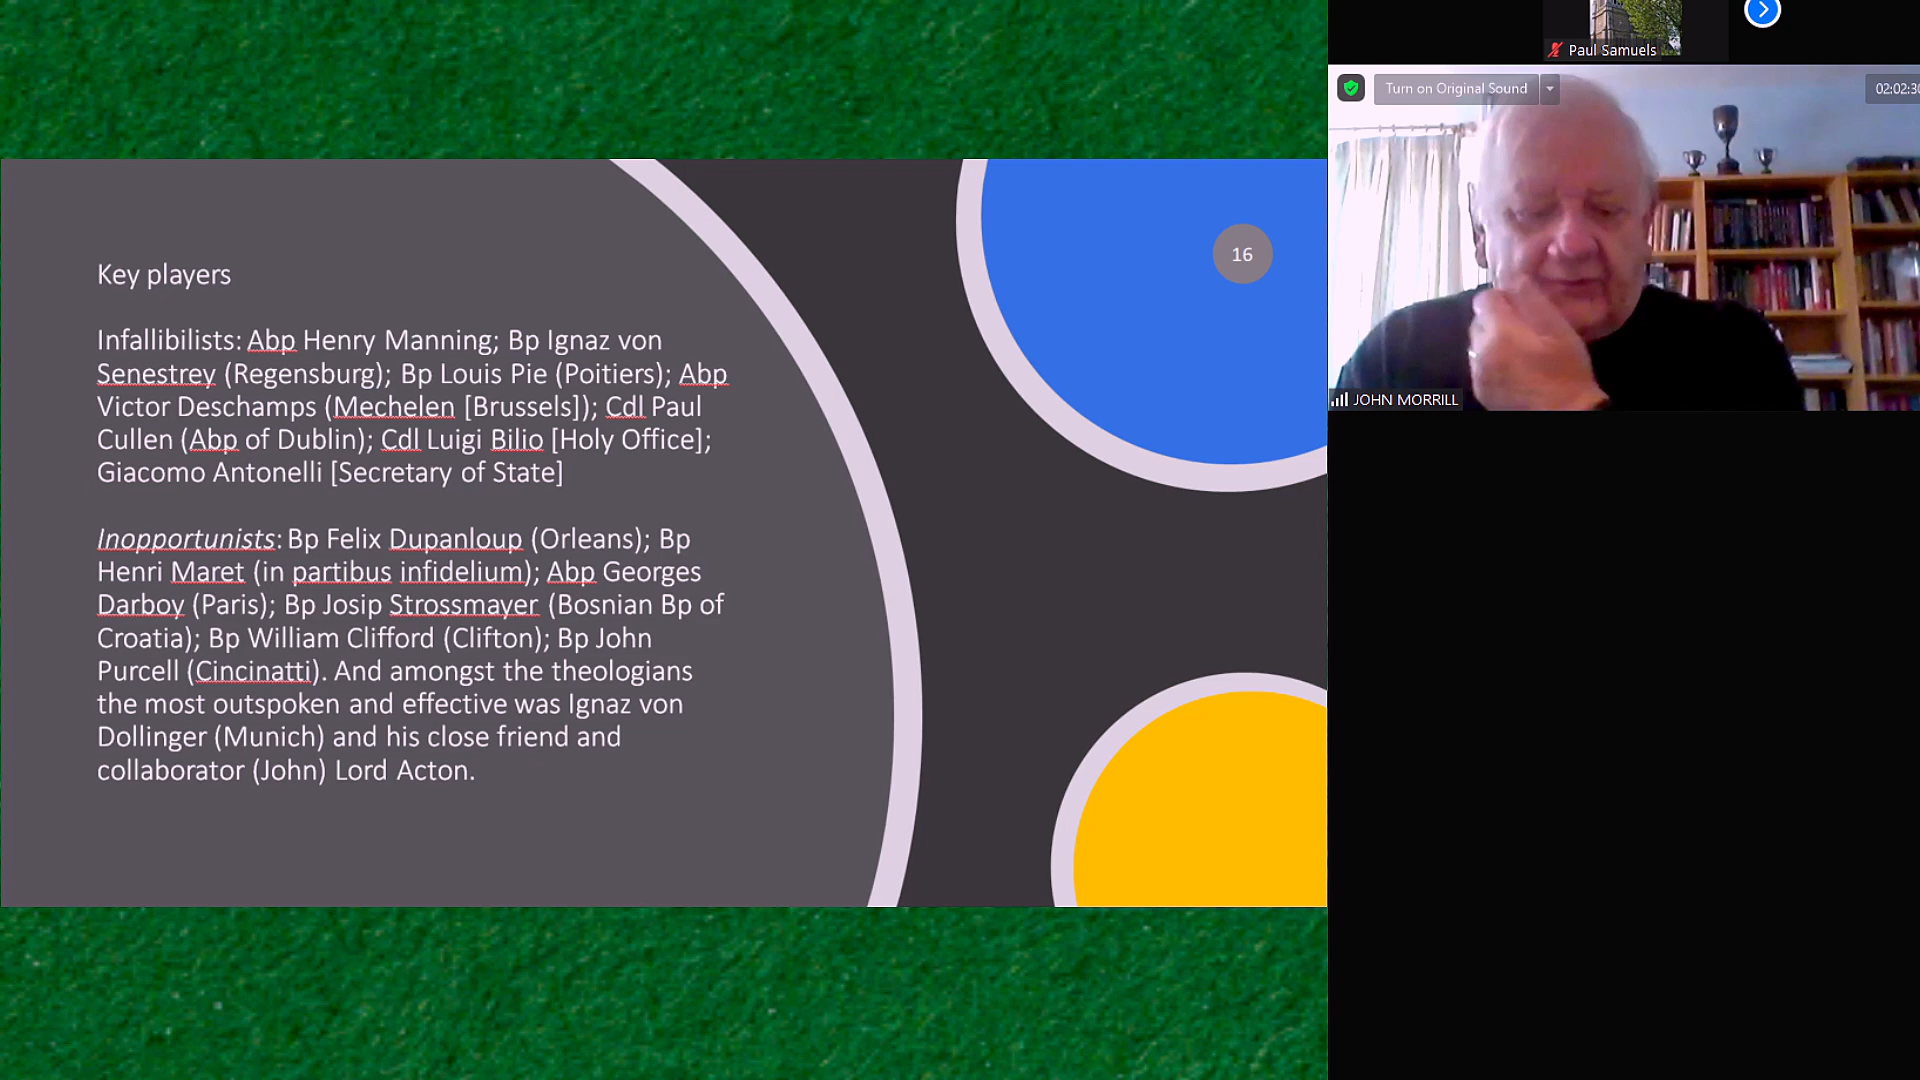 Key players
Infallibilists: Abp Henry Manning; Bp Ignaz von
Senestrey (Regensburg); Bp Louis Pie (Poitiers); Abp
Victor Deschamps (Mechelen [Brussels]); Cdl Paul
Cullen (Abp of Dublin); Cdl Luigi Bilio [Holy Office];
Giacomo Antonelli [Secretary of State]
Inopportunists: Bp Felix Dupanloup (Orleans); Bp
Henri Maret (in partibus infidelium); Abp Georges
Darboy (Paris); Bp Josip Strossmayer (Bosnian Bp of
Croatia); Bp William Clifford (Clifton); Bp John
Purcell (Cincinatti). And amongst the theologians
the most outspoken and effective was Ignaz von
Dollinger (Munich) and his close friend and
collaborator (John) Lord Acton.
16
Paul Samuels
Turn on Original Sound
02:02:30
JOHN MORRILL